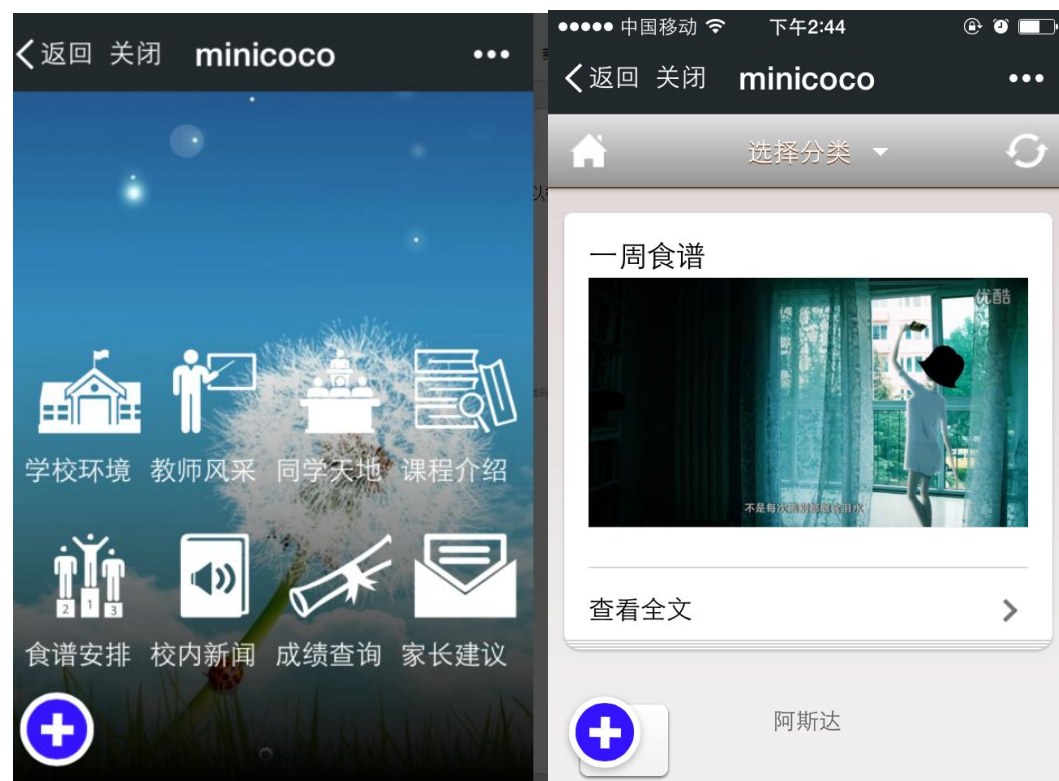 返回 关闭 minicoco
学校环境 教师风采 同学天地 课程介绍
2 1 3
食谱安排 校内新闻 成绩查询 家长建议
中国移动 下午2:44
返回 关闭 minicoco
选择分类
一周食谱
优酷
查看全文
阿斯达